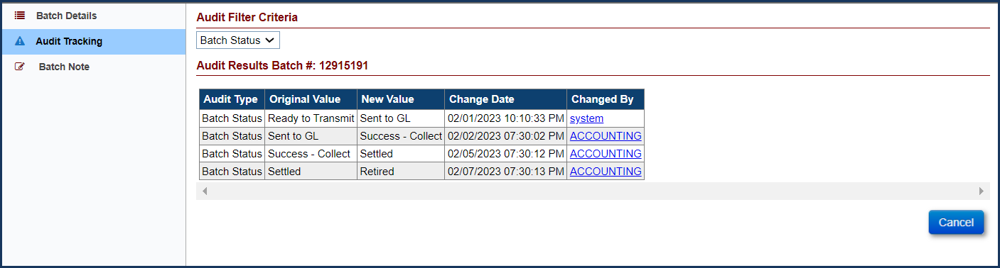 Batch Details
Audit Tracking
Batch Note
Audit Filter Criteria
Batch Status
Audit Results Batch #: 12915191
Audit Type Original Value New Value Change Date Changed By
Batch Status Ready to Transmit Sent to GL 02/01/2023 10:10:33 PM system
Batch Status Sent to GL Success - Collect 02/02/2023 07:30:02 PM ACCOUNTING
Batch Status Success - Collect Settled 02/05/2023 07:30:12 PM ACCOUNTING
Batch Status Settled Retired 02/07/2023 07:30:13 PM ACCOUNTING
Cancel